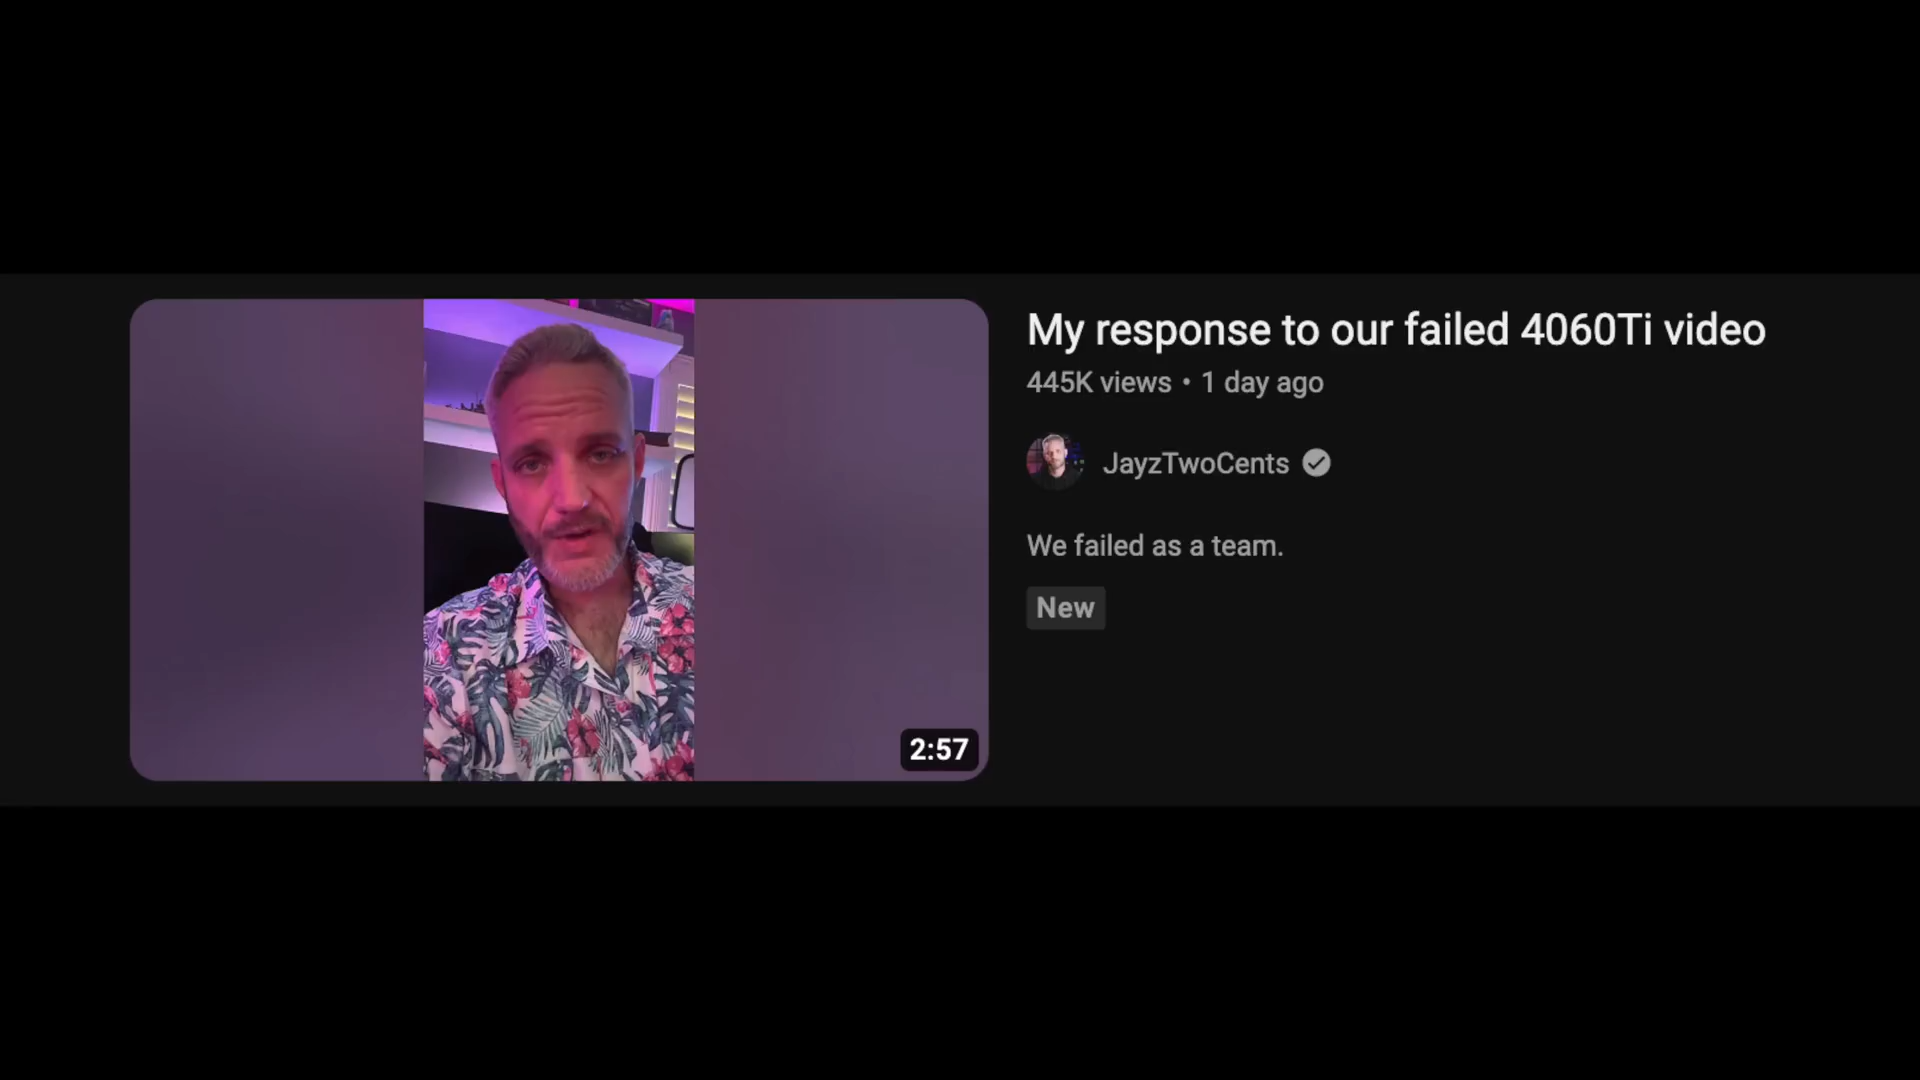 My response to our failed 4060Ti video
445K views • 1 day ago
JayzTwoCents
We failed as a team.
New
2:57